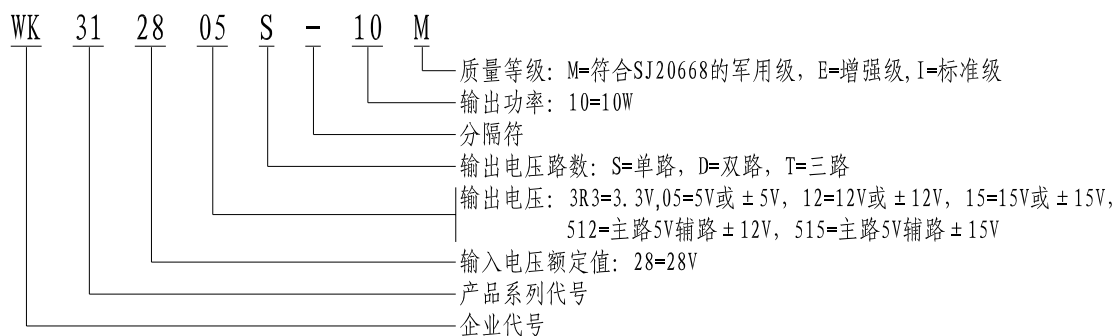 WK 31 28 05 S - 10 M
质量等级: M=符合SJ20668的军用级, E=增强级, I=标准级
输出功率: 10=10W
分隔符
输出电压路数: S=单路, D=双路, T=三路
输出电压: 3R3=3.3V,05=5V或±5V, 12=12V或±12V, 15=15V或±15V,
512=主路5V辅路±12V, 515=主路5V辅路±15V
输入电压额定值: 28=28V
产品系列代号
企业代号